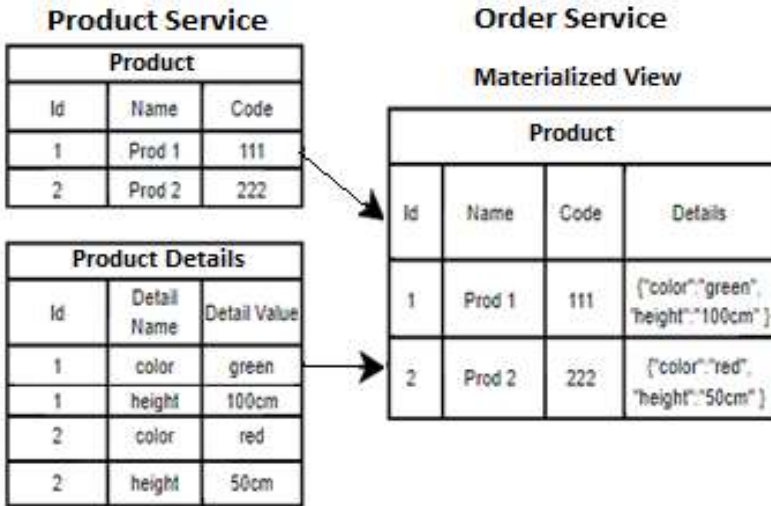 Product Service
Product
Id Name Code
1 Prod 1 111
2 Prod 2 222
Product Details
Id Detail Name Detail Value
1 color green
1 height 100cm
2 color red
2 height 50cm
Order Service
Materialized View
Product
Id Name Code Details
1 Prod 1 111 {"color":"green",
"height":"100cm" }
2 Prod 2 222 {"color":"red",
"height":"50cm" }